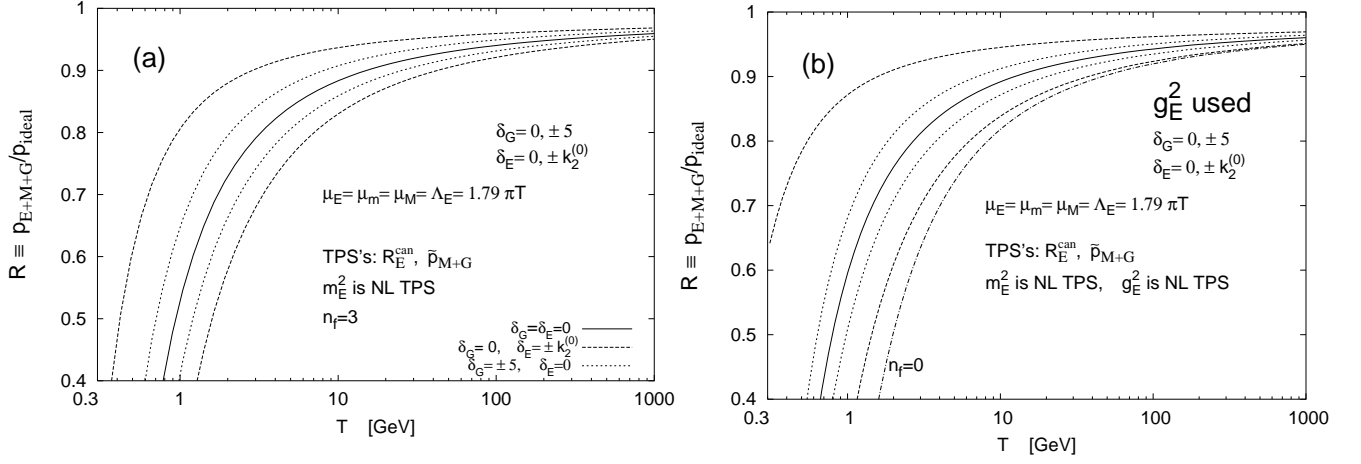 R ≡ p_{E+M+G}/p_{ideal}
1
0.9
0.8
0.7
0.6
0.5
0.4
(a)
δ_G= 0, ± 5
δ_E= 0, ± k_2^{(0)}
μ_E= μ_m= μ_M= Λ_E= 1.79 πT
TPS's: R_E^{can}, p̃_{M+G}
m_E^2 is NL TPS
n_f=3
δ_G=δ_E=0
δ_G= 0, δ_E= ± k_2^{(0)}
δ_G= ± 5, δ_E=0
0.3 1 10 100 1000
T [GeV]
R ≡ p_{E+M+G}/p_{ideal}
1
0.9
0.8
0.7
0.6
0.5
0.4
(b)
g_E^2 used
δ_G= 0, ± 5
δ_E= 0, ± k_2^{(0)}
μ_E= μ_m= μ_M= Λ_E= 1.79 πT
TPS's: R_E^{can}, p̃_{M+G}
m_E^2 is NL TPS, g_E^2 is NL TPS
n_f=0
0.3 1 10 100 1000
T [GeV]